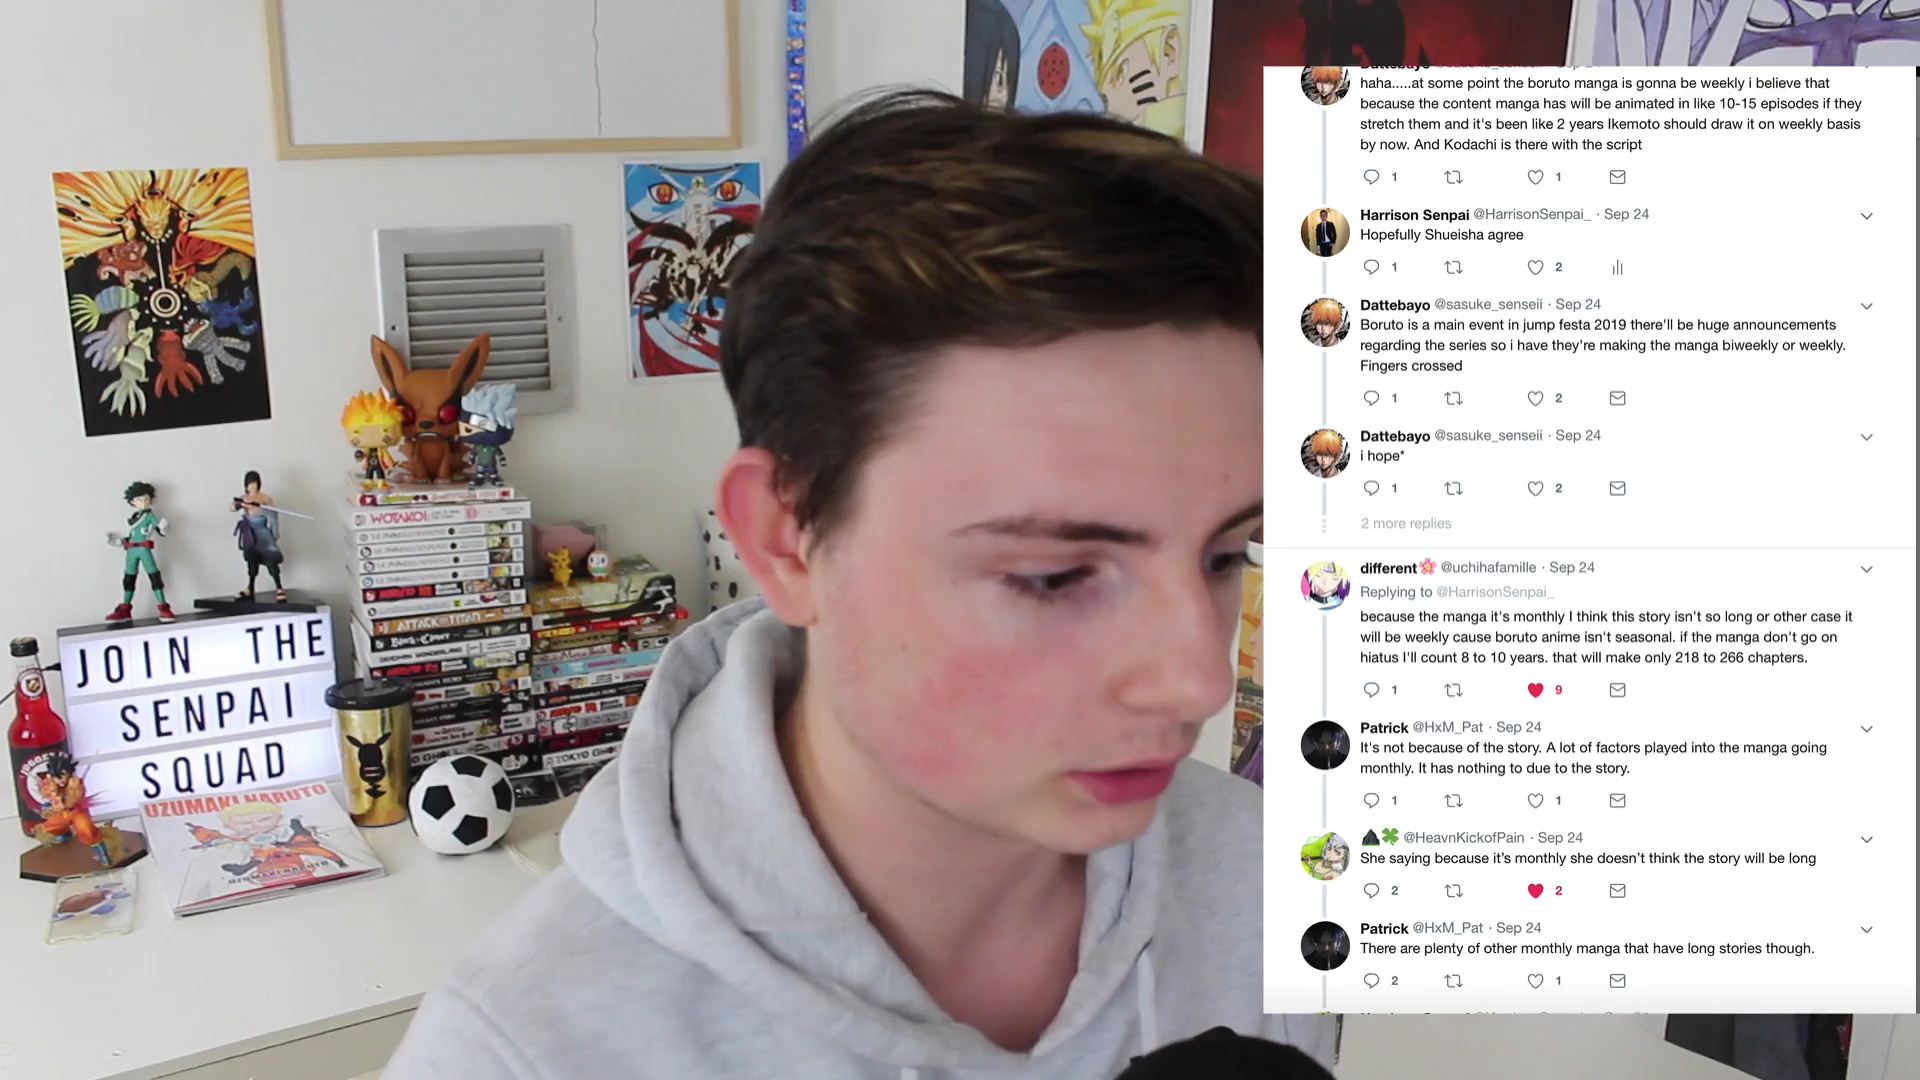 JOIN THE
SENPAI
SQUAD
UZUMAKI NARUTO
WOTAKOI
ATTACK ON TITAN
Black Clover
TOKYO GHOUL
haha.....at some point the boruto manga is gonna be weekly i believe that
because the content manga has will be animated in like 10-15 episodes if they
stretch them and it's been like 2 years Ikemoto should draw it on weekly basis
by now. And Kodachi is there with the script
1 1
Harrison Senpai @HarrisonSenpai_ · Sep 24
Hopefully Shueisha agree
1 2
Dattebayo @sasuke_senseii · Sep 24
Boruto is a main event in jump festa 2019 there'll be huge announcements
regarding the series so i have they're making the manga biweekly or weekly.
Fingers crossed
1 2
Dattebayo @sasuke_senseii · Sep 24
i hope*
1 2
2 more replies
different🌸 @uchihafamille · Sep 24
Replying to @HarrisonSenpai_
because the manga it's monthly I think this story isn't so long or other case it
will be weekly cause boruto anime isn't seasonal. if the manga don't go on
hiatus I'll count 8 to 10 years. that will make only 218 to 266 chapters.
1 9
Patrick @HxM_Pat · Sep 24
It's not because of the story. A lot of factors played into the manga going
monthly. It has nothing to due to the story.
1 1
@HeavnKickofPain · Sep 24
She saying because it's monthly she doesn't think the story will be long
2 2
Patrick @HxM_Pat · Sep 24
There are plenty of other monthly manga that have long stories though.
2 1